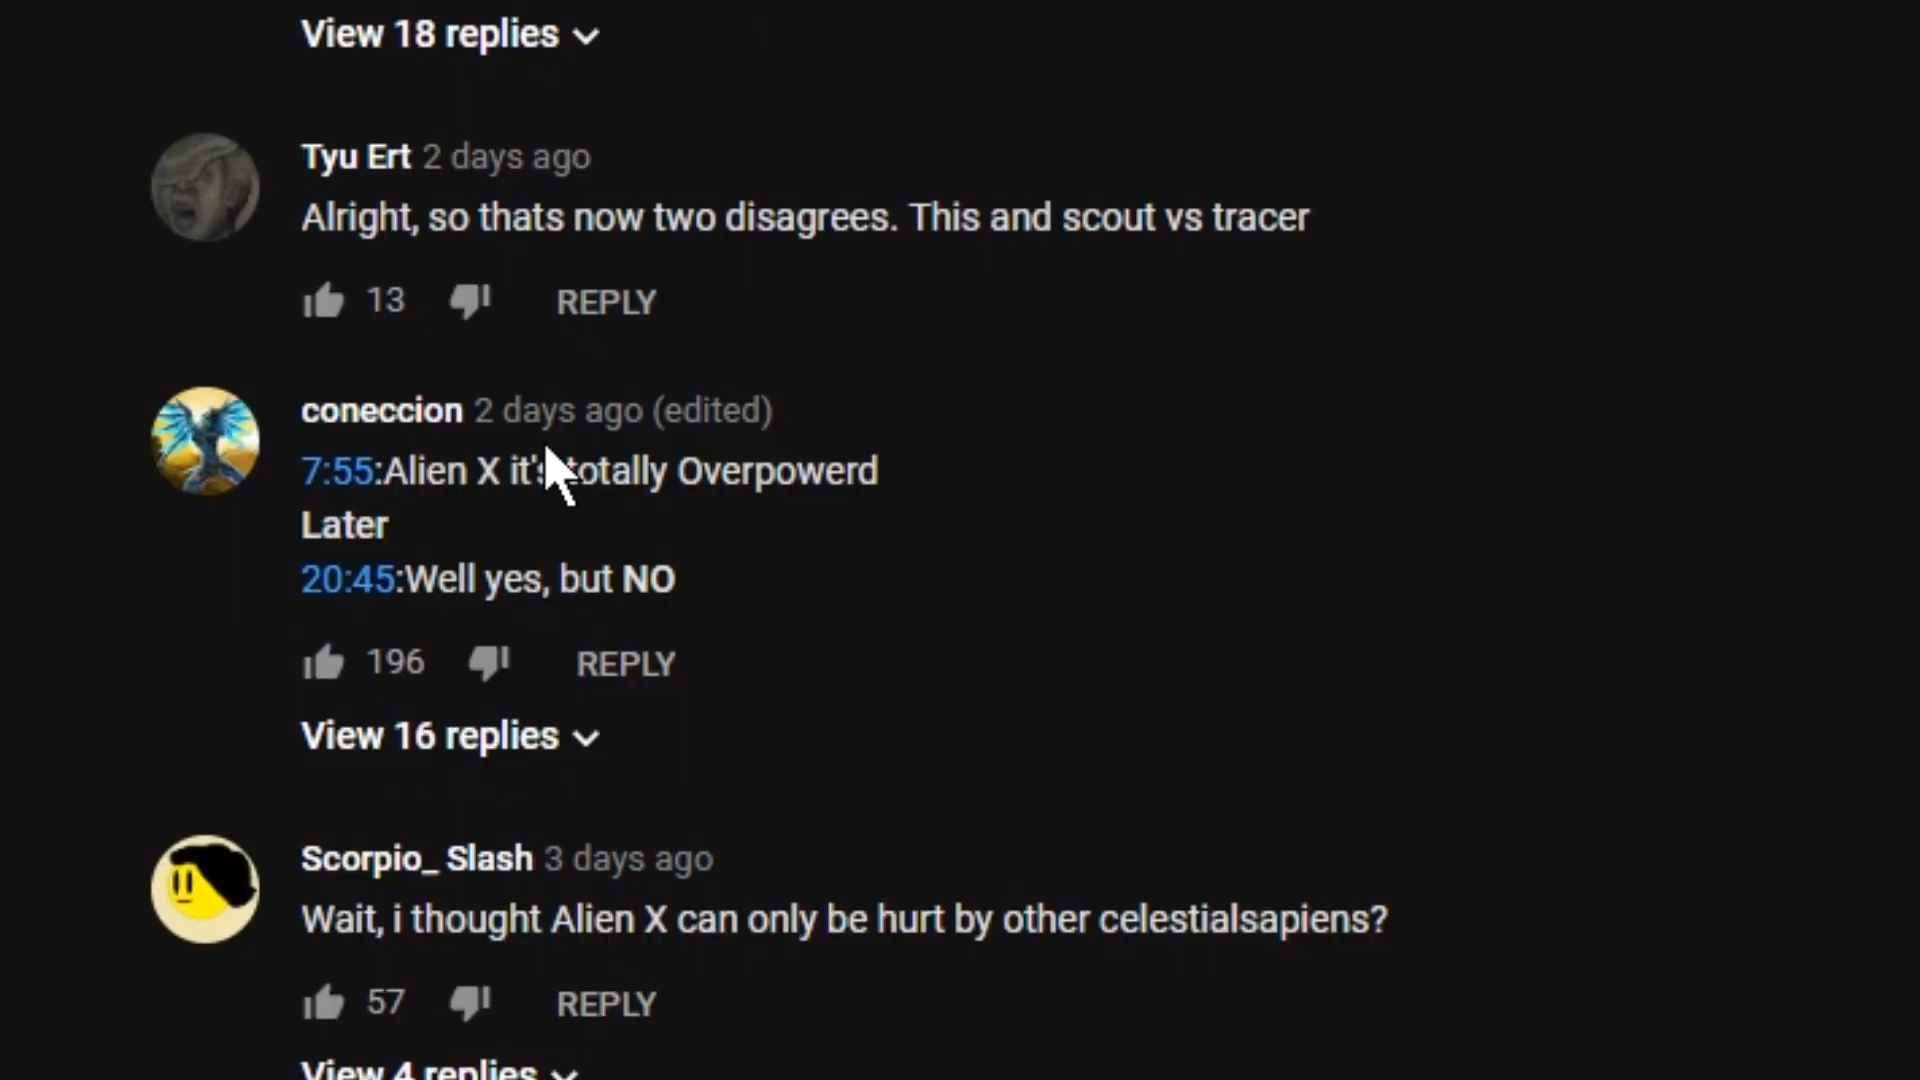 View 18 replies
Tyu Ert 2 days ago
Alright, so thats now two disagrees. This and scout vs tracer
13 REPLY
coneccion 2 days ago (edited)
7:55:Alien X it's totally Overpowerd
Later
20:45:Well yes, but NO
196 REPLY
View 16 replies
Scorpio_ Slash 3 days ago
Wait, i thought Alien X can only be hurt by other celestialsapiens?
57 REPLY
View 4 replies